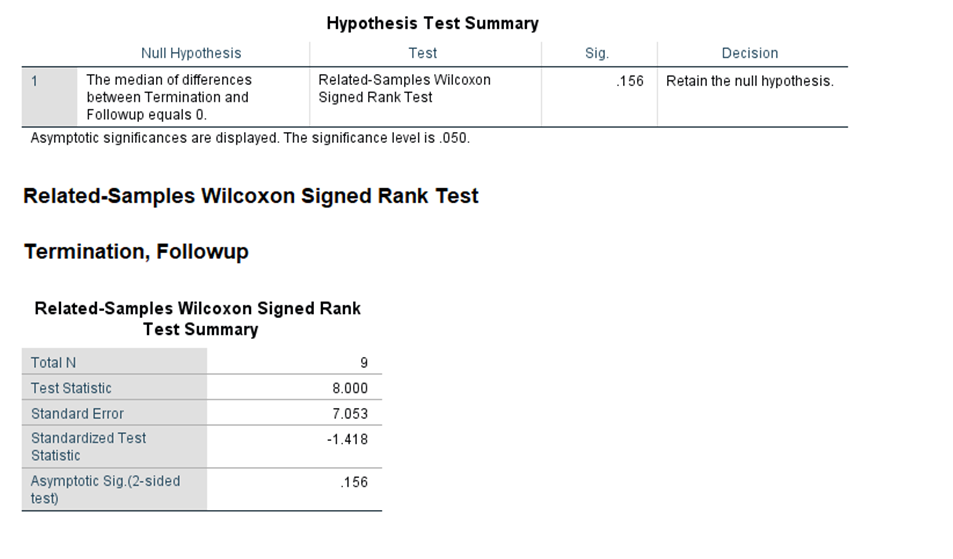 Hypothesis Test Summary
Null Hypothesis Test Sig. Decision
1 The median of differences Related-Samples Wilcoxon .156 Retain the null hypothesis.
between Termination and Signed Rank Test
Followup equals 0.
Asymptotic significances are displayed. The significance level is .050.
Related-Samples Wilcoxon Signed Rank Test
Termination, Followup
Related-Samples Wilcoxon Signed Rank
Test Summary
Total N 9
Test Statistic 8.000
Standard Error 7.053
Standardized Test -1.418
Statistic
Asymptotic Sig.(2-sided .156
test)